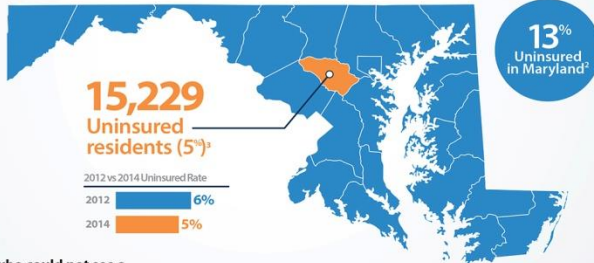 13%
Uninsured
in Maryland²
15,229
Uninsured
residents (5%)³
2012 vs 2014 Uninsured Rate
2012 6%
2014 5%